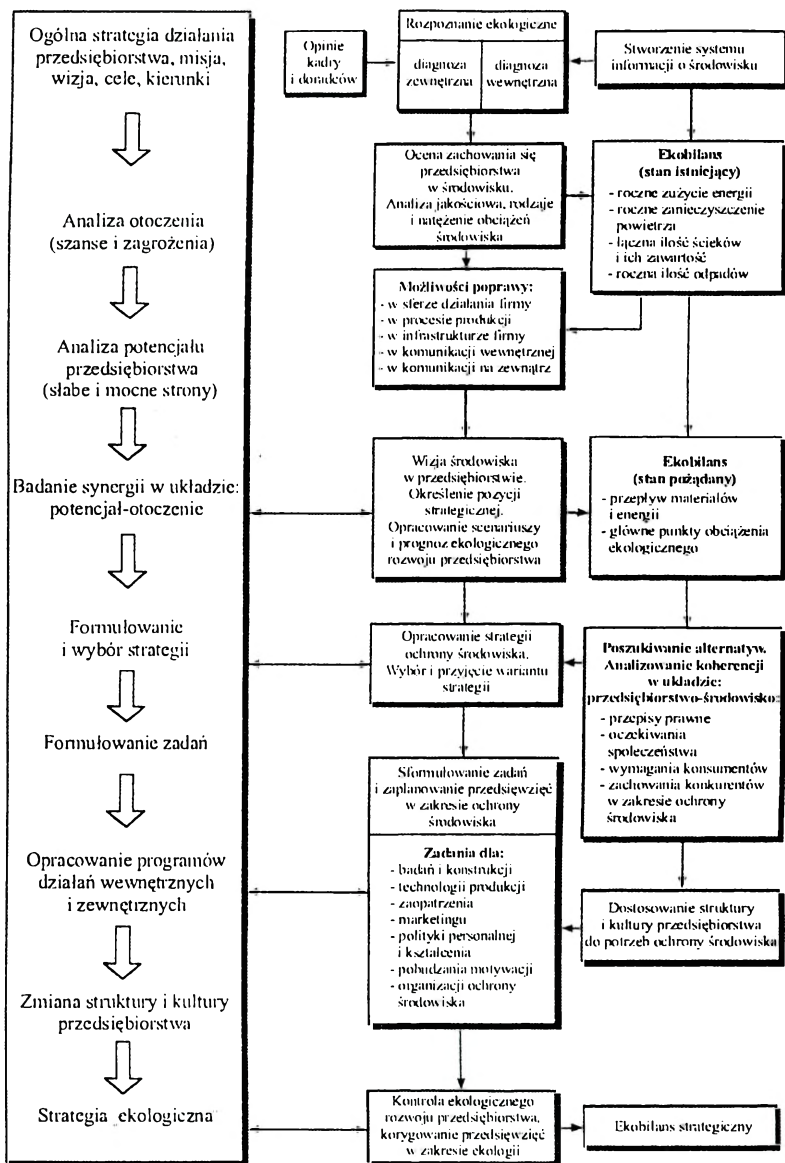 Ogólna strategia działania
przedsiębiorstwa, misja,
wizja, cele, kierunki
Analiza otoczenia
(szanse i zagrożenia)
Analiza potencjału
przedsiębiorstwa
(słabe i mocne strony)
Badanie synergii w układzie:
potencjał-otoczenie
Formułowanie
i wybór strategii
Formułowanie zadań
Opracowanie programów
działań wewnętrznych
i zewnętrznych
Zmiana struktury i kultury
przedsiębiorstwa
Strategia ekologiczna
Opinie
kadry
i doradców
Rozpoznanie ekologiczne
diagnoza
zewnętrzna
diagnoza
wewnętrzna
Stworzenie systemu
informacji o środowisku
Ocena zachowania się
przedsiębiorstwa
w środowisku.
Analiza jakościowa, rodzaje
i natężenie obciążeń
środowiska
Ekobilans
(stan istniejący)
- roczne zużycie energii
- roczne zanieczyszczenie
powietrza
- łączna ilość ścieków
i ich zawartość
- roczna ilość odpadów
Możliwości poprawy:
- w sferze działania firmy
- w procesie produkcji
- w infrastrukturze firmy
- w komunikacji wewnętrznej
- w komunikacji na zewnątrz
Wizja środowiska
w przedsiębiorstwie.
Określenie pozycji
strategicznej.
Opracowanie scenariuszy
i prognoz ekologicznego
rozwoju przedsiębiorstwa
Ekobilans
(stan pożądany)
- przepływ materiałów
i energii
- główne punkty obciążenia
ekologicznego
Opracowanie strategii
ochrony środowiska.
Wybór i przyjęcie wariantu
strategii
Poszukiwanie alternatyw.
Analizowanie koherencji
w układzie:
przedsiębiorstwo-środowisko:
- przepisy prawne
- oczekiwania
społeczeństwa
- wymagania konsumentów
- zachowania konkurentów
w zakresie ochrony
środowiska
Sformułowanie zadań
i zaplanowanie przedsięwzięć
w zakresie ochrony
środowiska
Zadania dla:
- badań i konstrukcji
- technologii produkcji
- zaopatrzenia
- marketingu
- polityki personalnej
i kształcenia
- pobudzania motywacji
- organizacji ochrony
środowiska
Dostosowanie struktury
i kultury przedsiębiorstwa
do potrzeb ochrony środowiska
Kontrola ekologicznego
rozwoju przedsiębiorstwa,
korygowanie przedsięwzięć
w zakresie ekologii
Ekobilans strategiczny